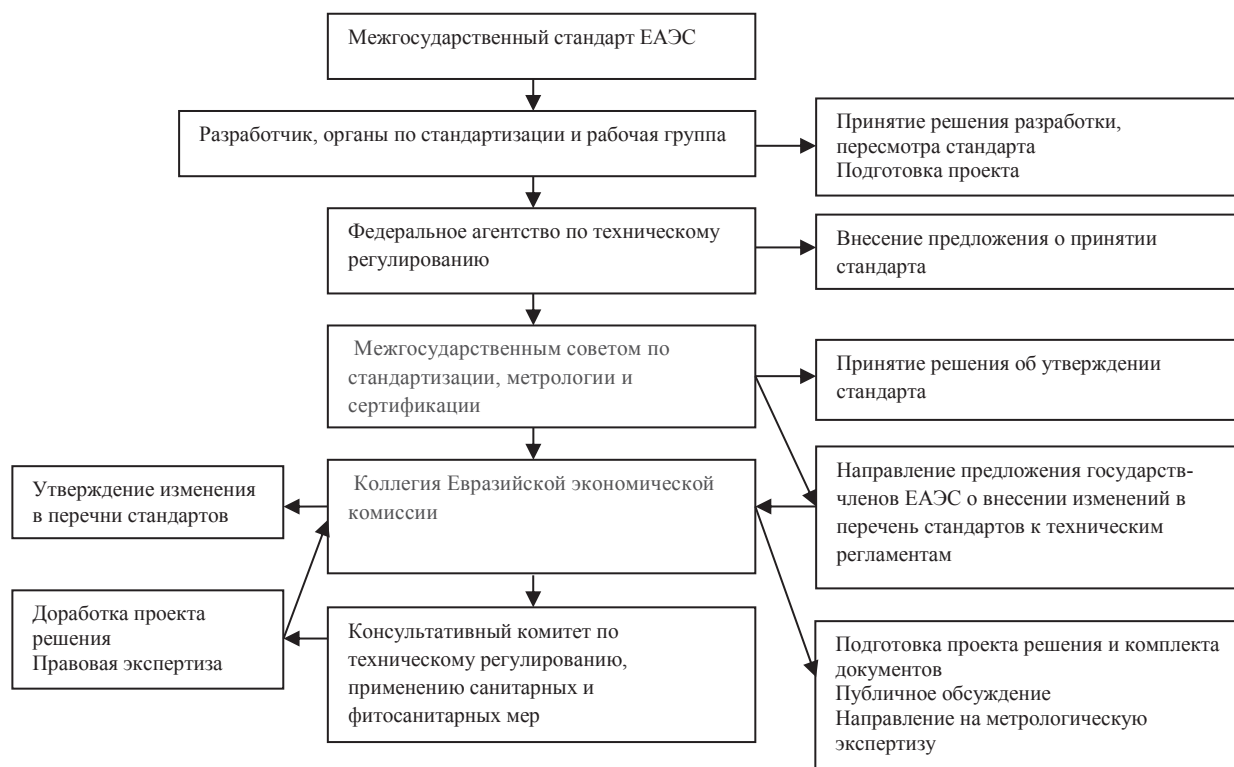 Межгосударственный стандарт ЕАЭС
Разработчик, органы по стандартизации и рабочая группа
Принятие решения разработки,
пересмотра стандарта
Подготовка проекта
Федеральное агентство по техническому
регулированию
Внесение предложения о принятии
стандарта
Межгосударственным советом по
стандартизации, метрологии и
сертификации
Принятие решения об утверждении
стандарта
Утверждение изменения
в перечни стандартов
Коллегия Евразийской экономической
комиссии
Направление предложения государств-
членов ЕАЭС о внесении изменений в
перечень стандартов к техническим
регламентам
Доработка проекта
решения
Правовая экспертиза
Консультативный комитет по
техническому регулированию,
применению санитарных и
фитосанитарных мер
Подготовка проекта решения и комплекта
документов
Публичное обсуждение
Направление на метрологическую
экспертизу